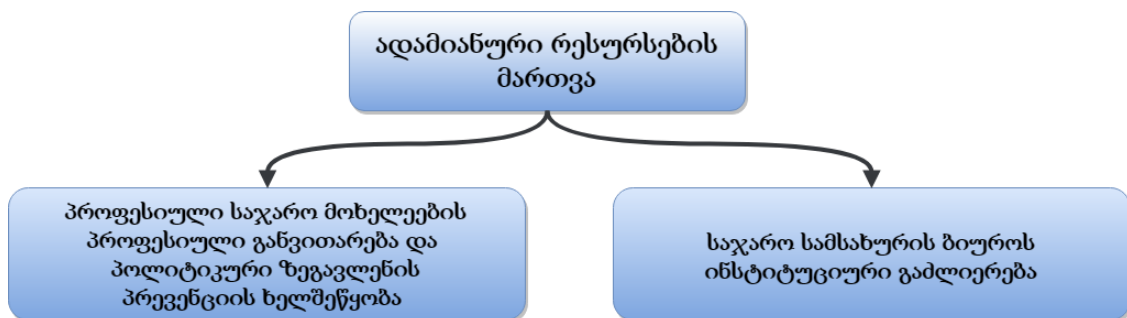 ადამიანური რესურსების
მართვა
პროფესიული საჯარო მოხელეების
პროფესიული განვითარება და
პოლიტიკური ზეგავლენის
პრევენციის ხელშეწყობა
საჯარო სამსახურის ბიუროს
ინსტიტუციური გაძლიერება